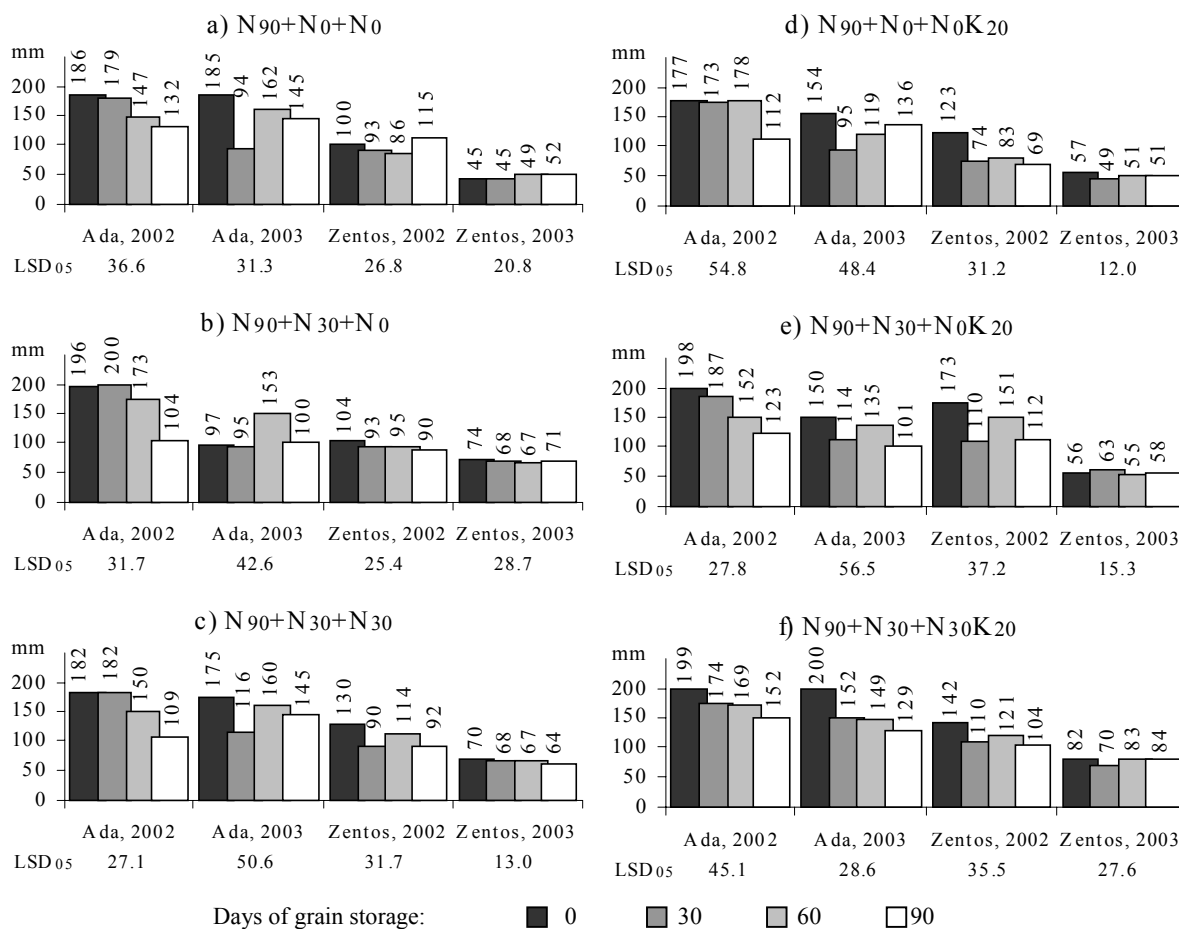 a) N90+N0+N0
mm
186 179 147 132 185 94 162 145 100 93 86 115 45 45 49 52
200
150
100
50
0
Ada, 2002 Ada, 2003 Zentos, 2002 Zentos, 2003
LSD05 36.6 31.3 26.8 20.8
b) N90+N30+N0
mm
196 200 173 104 97 95 153 100 104 93 95 90 74 68 67 71
200
150
100
50
0
Ada, 2002 Ada, 2003 Zentos, 2002 Zentos, 2003
LSD05 31.7 42.6 25.4 28.7
c) N90+N30+N30
mm
182 182 150 109 175 116 160 145 130 90 114 92 70 68 67 64
200
150
100
50
0
Ada, 2002 Ada, 2003 Zentos, 2002 Zentos, 2003
LSD05 27.1 50.6 31.7 13.0
d) N90+N0+N0K20
mm
177 173 178 112 154 95 119 136 123 74 83 69 57 49 51 51
200
150
100
50
0
Ada, 2002 Ada, 2003 Zentos, 2002 Zentos, 2003
LSD05 54.8 48.4 31.2 12.0
e) N90+N30+N0K20
mm
198 187 152 123 150 114 135 101 173 110 151 112 56 63 55 58
200
150
100
50
0
Ada, 2002 Ada, 2003 Zentos, 2002 Zentos, 2003
LSD05 27.8 56.5 37.2 15.3
f) N90+N30+N30K20
mm
199 174 169 152 200 152 149 129 142 110 121 104 82 70 83 84
200
150
100
50
0
Ada, 2002 Ada, 2003 Zentos, 2002 Zentos, 2003
LSD05 45.1 28.6 35.5 27.6
Days of grain storage: 0 30 60 90